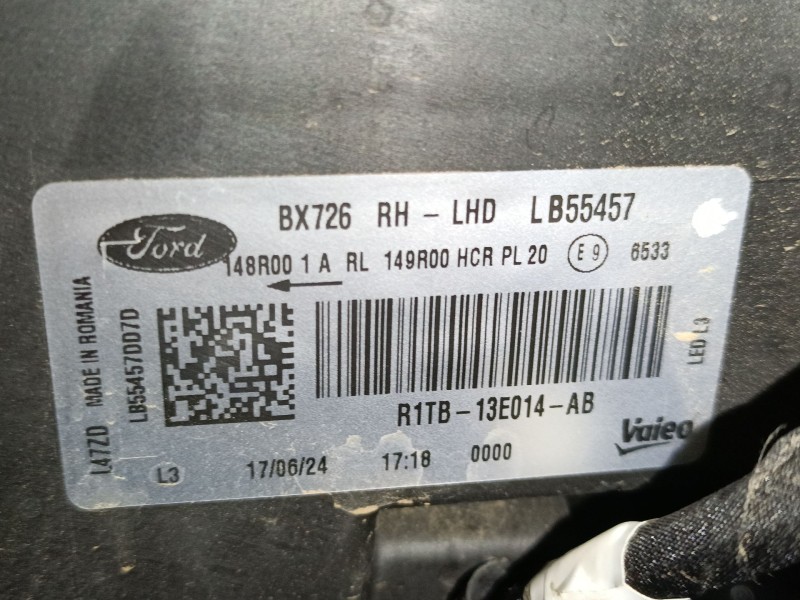 BX726 RH - LHD LB55457
Ford
148R00 1 A RL 149R00 HCR PL 20 E 9 6533
R1TB-13E014-AB
Valeo
L3 17/06/24 17:18 0000
L47ZD MADE IN ROMANIA
LB55457DD7D
LED L3